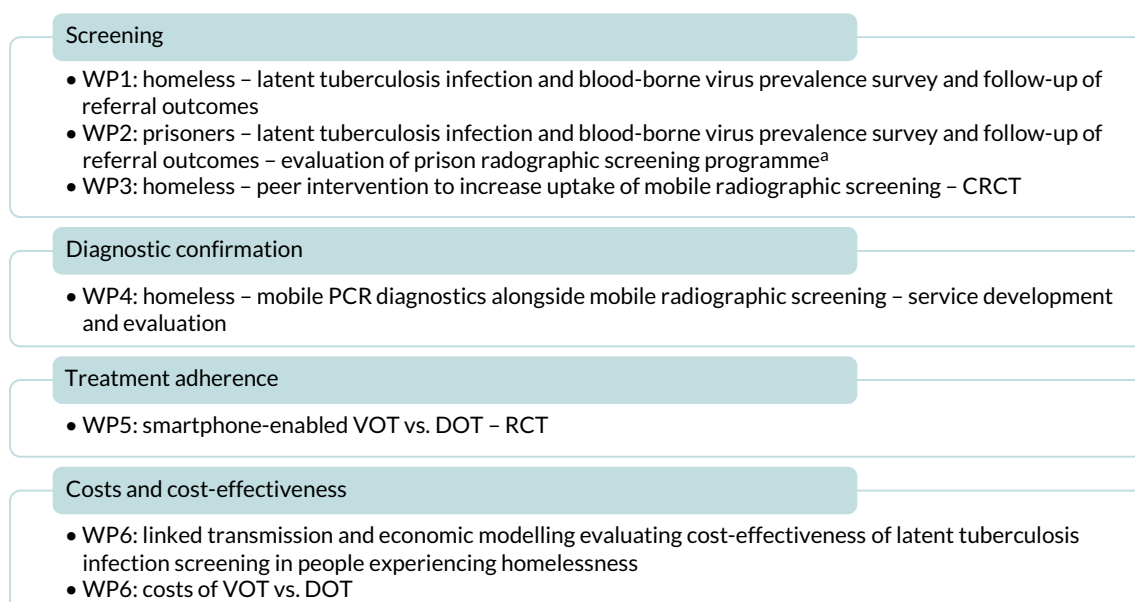 Screening
• WP1: homeless – latent tuberculosis infection and blood-borne virus prevalence survey and follow-up of
referral outcomes
• WP2: prisoners – latent tuberculosis infection and blood-borne virus prevalence survey and follow-up of
referral outcomes – evaluation of prison radographic screening programmeᵃ
• WP3: homeless – peer intervention to increase uptake of mobile radiographic screening – CRCT
Diagnostic confirmation
• WP4: homeless – mobile PCR diagnostics alongside mobile radiographic screening – service development
and evaluation
Treatment adherence
• WP5: smartphone-enabled VOT vs. DOT – RCT
Costs and cost-effectiveness
• WP6: linked transmission and economic modelling evaluating cost-effectiveness of latent tuberculosis
infection screening in people experiencing homelessness
• WP6: costs of VOT vs. DOT